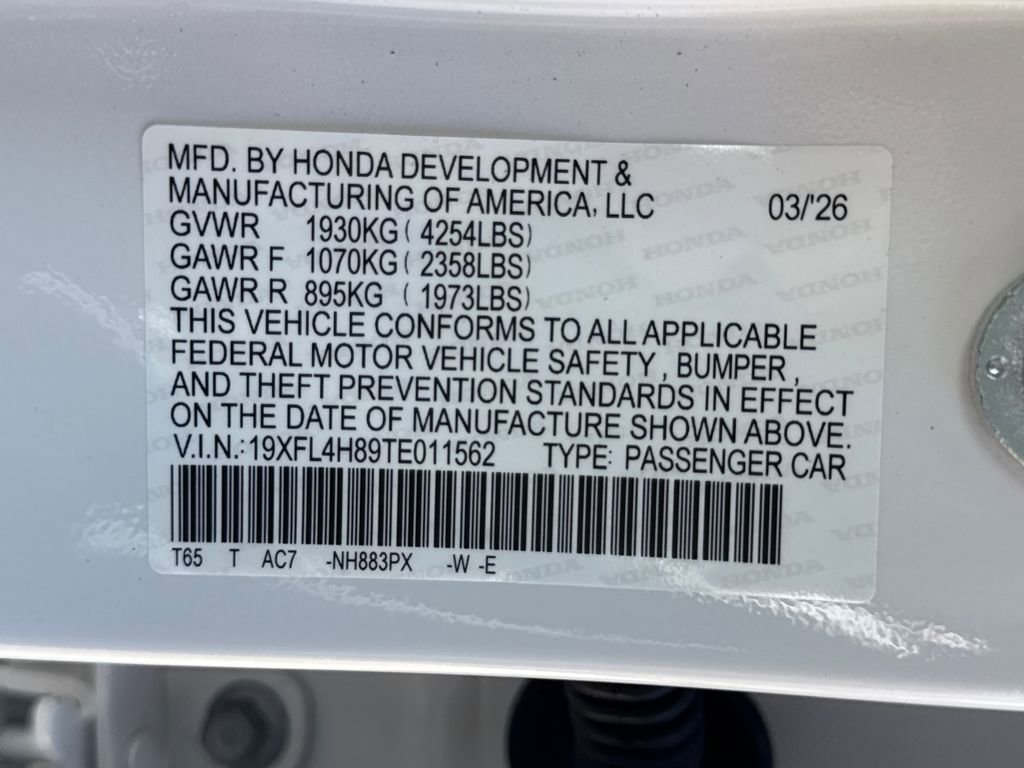 MFD. BY HONDA DEVELOPMENT &
MANUFACTURING OF AMERICA, LLC 03/'26
GVWR 1930KG ( 4254LBS)
GAWR F 1070KG ( 2358LBS)
GAWR R 895KG ( 1973LBS)
THIS VEHICLE CONFORMS TO ALL APPLICABLE
FEDERAL MOTOR VEHICLE SAFETY , BUMPER ,
AND THEFT PREVENTION STANDARDS IN EFFECT
ON THE DATE OF MANUFACTURE SHOWN ABOVE.
V.I.N.: 19XFL4H89TE011562 TYPE: PASSENGER CAR
T65 T AC7 -NH883PX -W -E